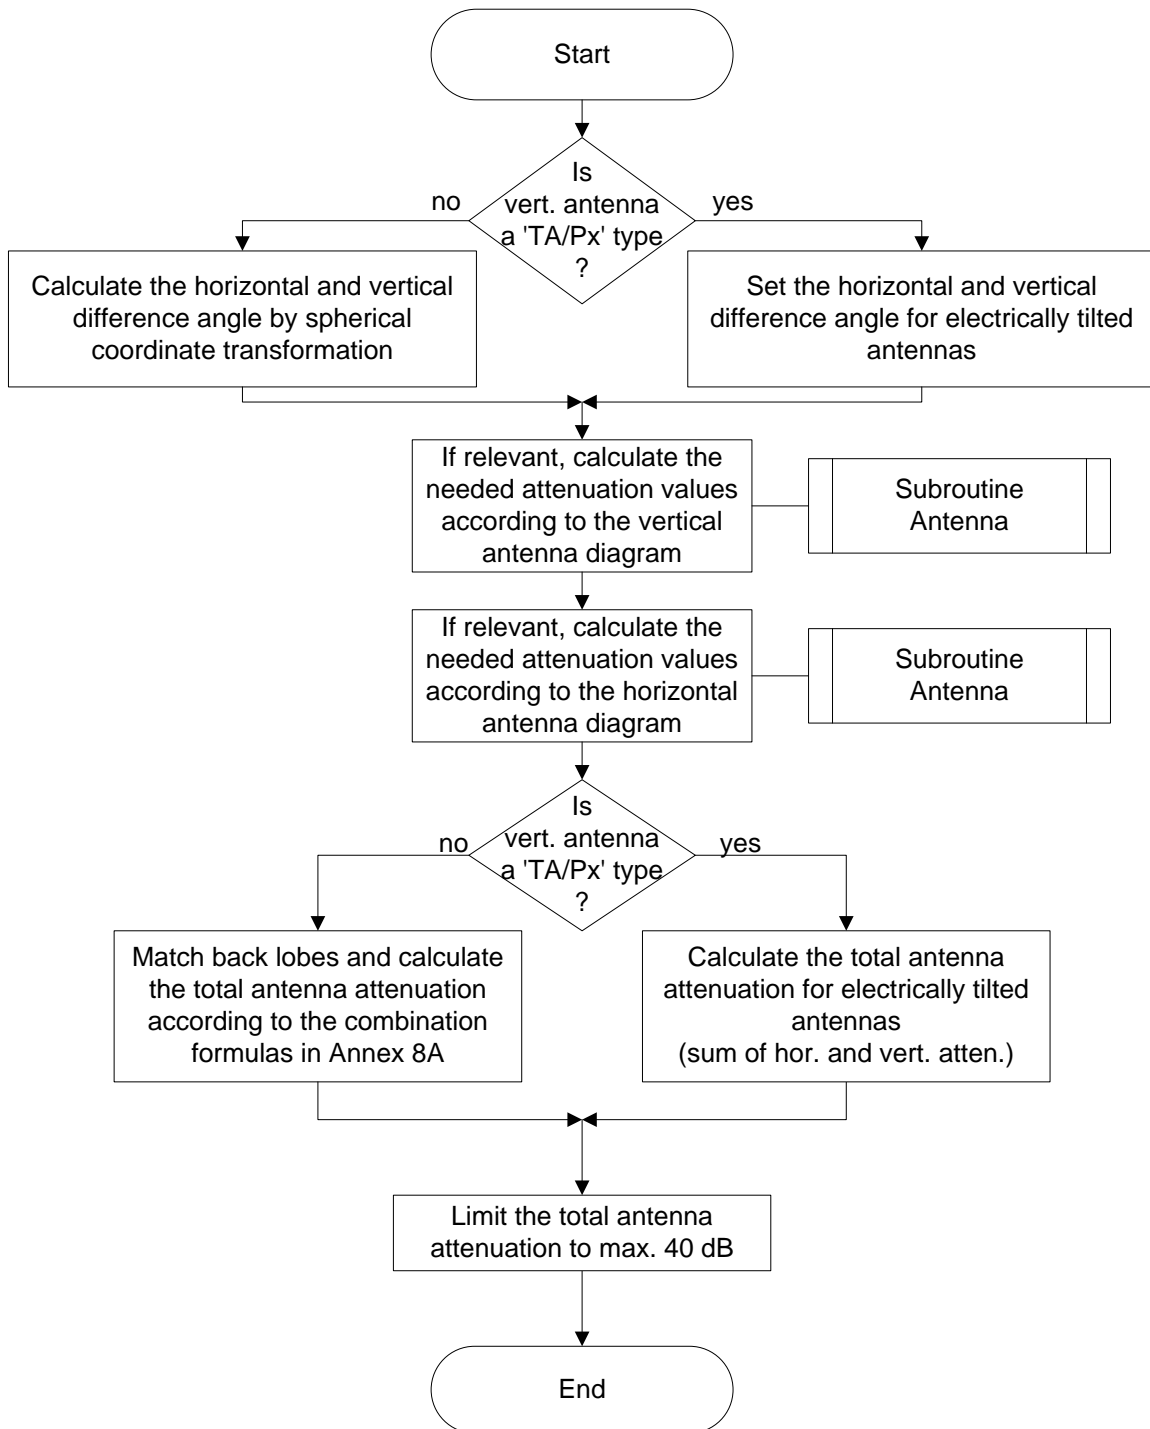 Start
Is
vert. antenna
a 'TA/Px' type
?
no
yes
Calculate the horizontal and vertical
difference angle by spherical
coordinate transformation
Set the horizontal and vertical
difference angle for electrically tilted
antennas
If relevant, calculate the
needed attenuation values
according to the vertical
antenna diagram
Subroutine
Antenna
If relevant, calculate the
needed attenuation values
according to the horizontal
antenna diagram
Subroutine
Antenna
Is
vert. antenna
a 'TA/Px' type
?
no
yes
Match back lobes and calculate
the total antenna attenuation
according to the combination
formulas in Annex 8A
Calculate the total antenna
attenuation for electrically tilted
antennas
(sum of hor. and vert. atten.)
Limit the total antenna
attenuation to max. 40 dB
End